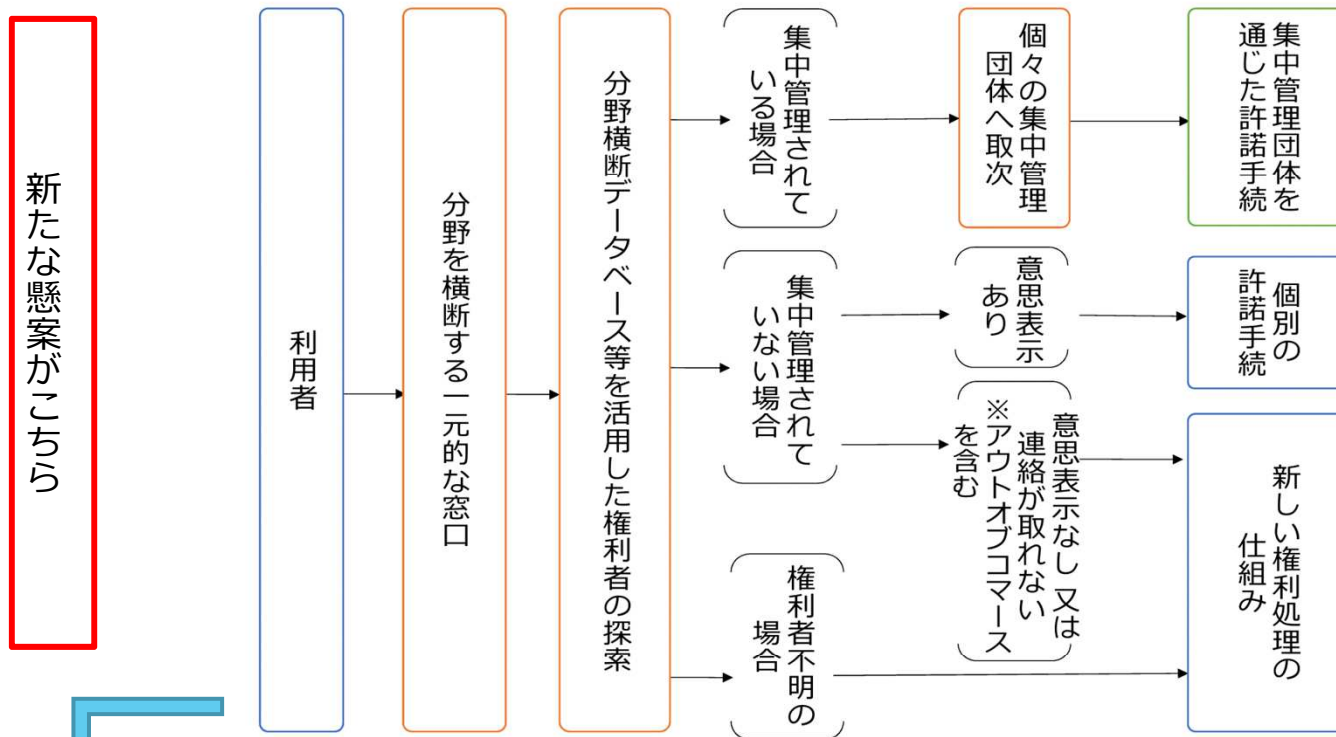 新たな懸案がこちら
利用者
分野を横断する一元的な窓口
分野横断データベース等を活用した権利者の探索
集中管理されて
いる場合
個々の集中管理
団体へ取次
集中管理団体を
通じた許諾手続
集中管理されて
いない場合
意思表示
あり
個別の
許諾手続
意思表示なし 又は
連絡が取れない
※アウトオブコマース
を含む
権利者不明の
場合
新しい権利処理の
仕組み